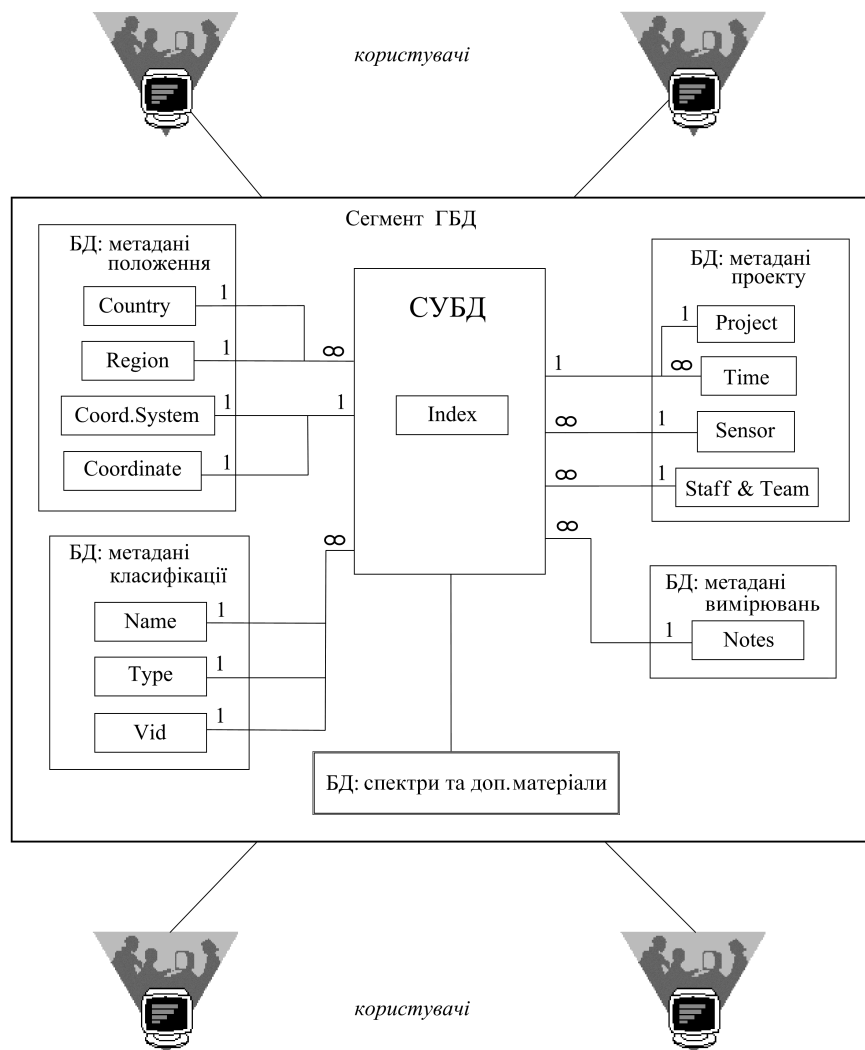 користувачі
Сегмент ГБД
БД: метадані
положення
Country
1
Region
1
∞
Coord.System
1
1
Coordinate
1
БД: метадані
класифікації
∞
Name
1
Type
1
Vid
1
СУБД
Index
БД: метадані
проекту
1
Project
1
∞
Time
∞
1
Sensor
∞
1
Staff & Team
∞
БД: метадані
вимірювань
1
Notes
БД: спектри та доп.матеріали
користувачі